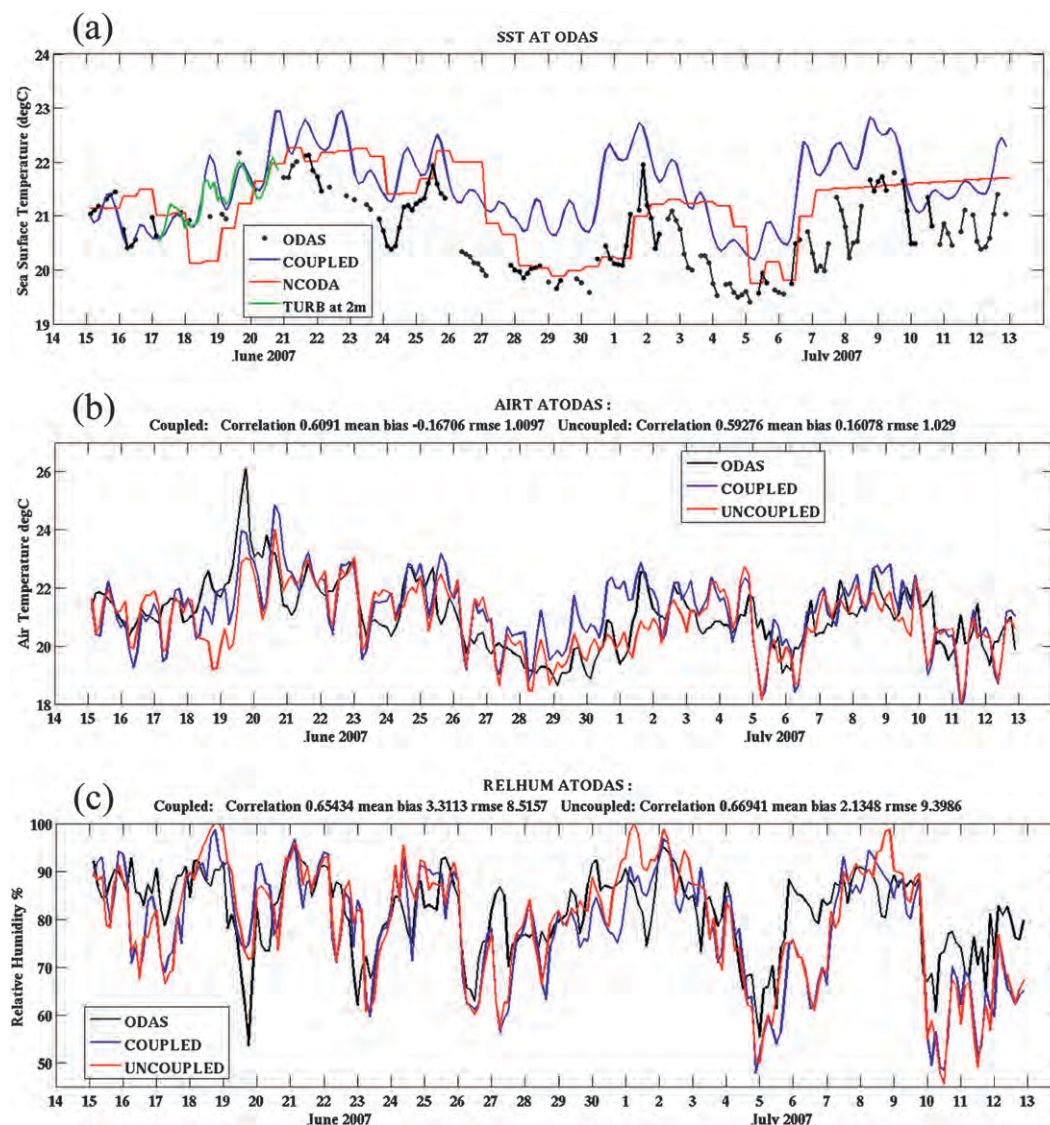 (a)
SST AT ODAS
24
23
22
21
20
19
Sea Surface Temperature (degC)
ODAS
COUPLED
NCODA
TURB at 2m
14 15 16 17 18 19 20 21 22 23 24 25 26 27 28 29 30 1 2 3 4 5 6 7 8 9 10 11 12 13
June 2007 July 2007
(b)
AIRT ATODAS :
Coupled: Correlation 0.6091 mean bias -0.16706 rmse 1.0097 Uncoupled: Correlation 0.59276 mean bias 0.16078 rmse 1.029
26
24
22
20
18
Air Temperature degC
ODAS
COUPLED
UNCOUPLED
14 15 16 17 18 19 20 21 22 23 24 25 26 27 28 29 30 1 2 3 4 5 6 7 8 9 10 11 12 13
June 2007 July 2007
(c)
RELHUM ATODAS :
Coupled: Correlation 0.65434 mean bias 3.3113 rmse 8.5157 Uncoupled: Correlation 0.66941 mean bias 2.1348 rmse 9.3986
100
90
80
70
60
50
Relative Humidity %
ODAS
COUPLED
UNCOUPLED
14 15 16 17 18 19 20 21 22 23 24 25 26 27 28 29 30 1 2 3 4 5 6 7 8 9 10 11 12 13
June 2007 July 2007